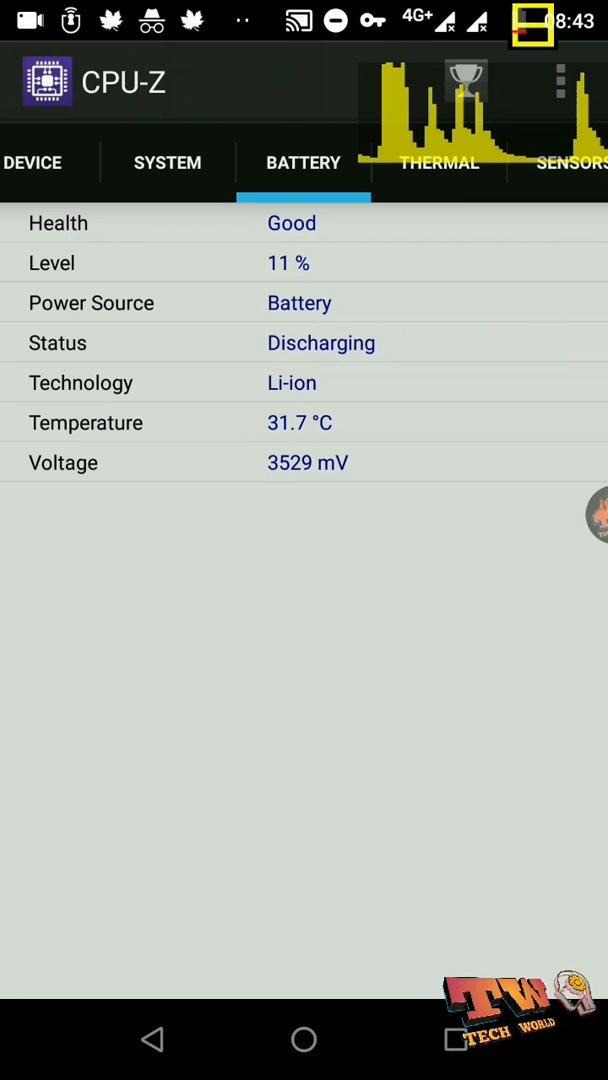 4G+ 08:43
CPU-Z
DEVICE SYSTEM BATTERY THERMAL SENSORS
Health Good
Level 11 %
Power Source Battery
Status Discharging
Technology Li-ion
Temperature 31.7 °C
Voltage 3529 mV
TW
TECH WORLD